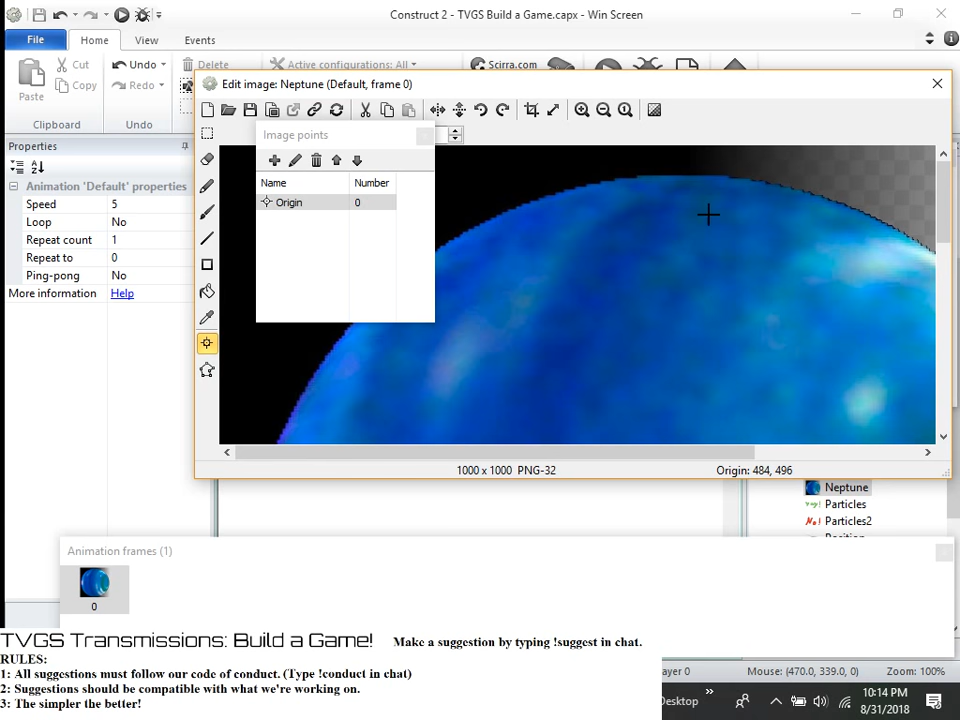 Construct 2 - TVGS Build a Game.capx - Win Screen
File
Home
View
Events
Paste
Cut
Copy
Clipboard
Undo
Redo
Undo
Delete
Active configurations: All
Scirra.com
Properties
Animation 'Default' properties
Speed 5
Loop No
Repeat count 1
Repeat to 0
Ping-pong No
More information Help
Edit image: Neptune (Default, frame 0)
Image points
Name Number
Origin 0
1000 x 1000 PNG-32
Origin: 484, 496
Neptune
Particles
Particles2
Animation frames (1)
0
TVGS Transmissions: Build a Game! Make a suggestion by typing !suggest in chat.
RULES:
1: All suggestions must follow our code of conduct. (Type !conduct in chat)
2: Suggestions should be compatible with what we're working on.
3: The simpler the better!
Mouse: (470.0, 339.0, 0)
Zoom: 100%
Desktop
10:14 PM
8/31/2018